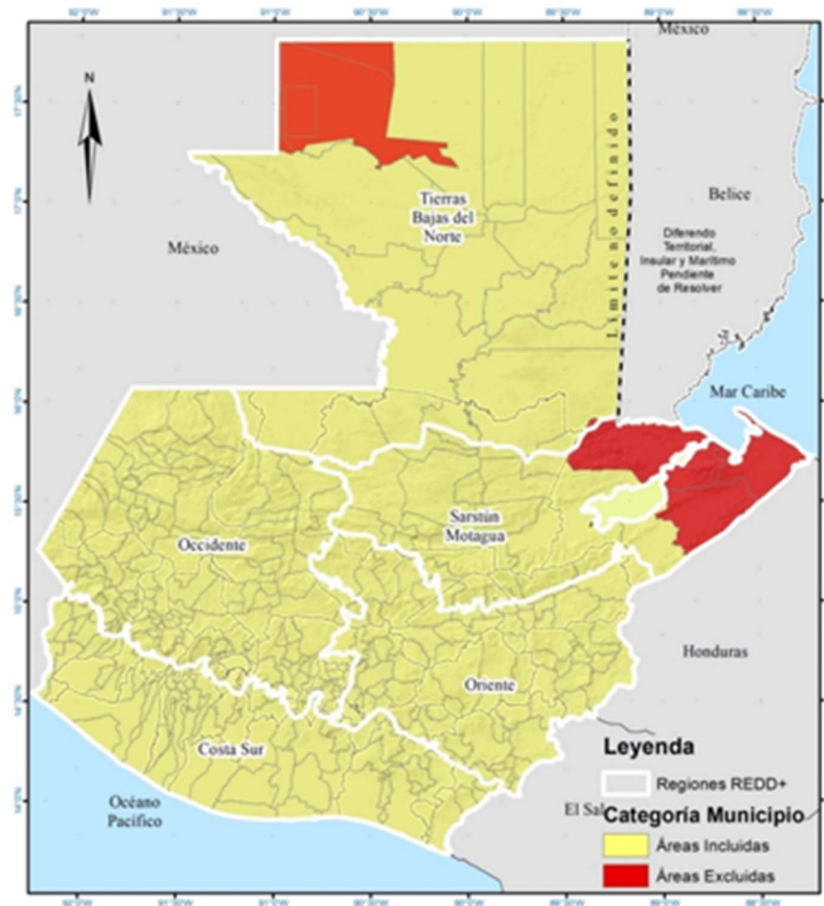 México
N
Tierras
Bajas del
Norte
Límite no definido
Belice
México
Diferendo
Territorial,
Insular y Marítimo
Pendiente
de Resolver
Mar Caribe
Sarstún
Motagua
Occidente
Honduras
Oriente
Costa Sur
Océano
Pacífico
El Sal
Leyenda
Regiones REDD+
Categoría Municipio
Áreas Incluidas
Áreas Excluidas